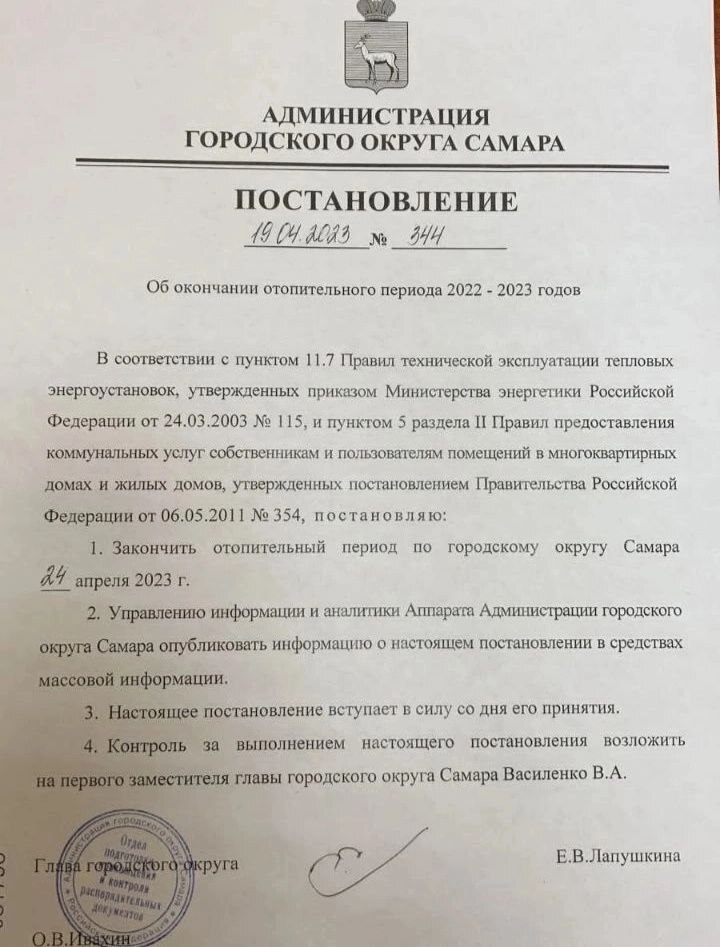 АДМИНИСТРАЦИЯ
ГОРОДСКОГО ОКРУГА САМАРА
ПОСТАНОВЛЕНИЕ
19.04.2023 № 344
Об окончании отопительного периода 2022 - 2023 годов
В соответствии с пунктом 11.7 Правил технической эксплуатации тепловых
энергоустановок, утвержденных приказом Министерства энергетики Российской
Федерации от 24.03.2003 № 115, и пунктом 5 раздела II Правил предоставления
коммунальных услуг собственникам и пользователям помещений в многоквартирных
домах и жилых домов, утвержденных постановлением Правительства Российской
Федерации от 06.05.2011 № 354, постановляю:
1. Закончить отопительный период по городскому округу Самара
24 апреля 2023 г.
2. Управлению информации и аналитики Аппарата Администрации городского
округа Самара опубликовать информацию о настоящем постановлении в средствах
массовой информации.
3. Настоящее постановление вступает в силу со дня его принятия.
4. Контроль за выполнением настоящего постановления возложить
на первого заместителя главы городского округа Самара Василенко В.А.
Администрация городского округа Самара
Российская Федерация
Отдел
подготовки
и контроля
распорядительных
документов
Глава городского округа
Е.В.Лапушкина
О.В.Ивахин